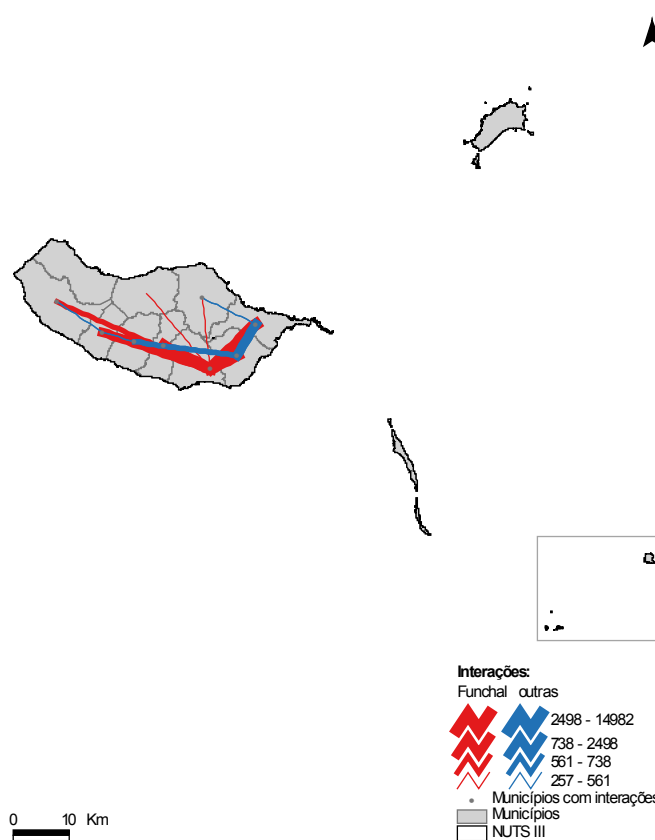 Interações:
Funchal outras
2498 - 14982
738 - 2498
561 - 738
257 - 561
Municípios com interações
Municípios
NUTS III
0 10 Km